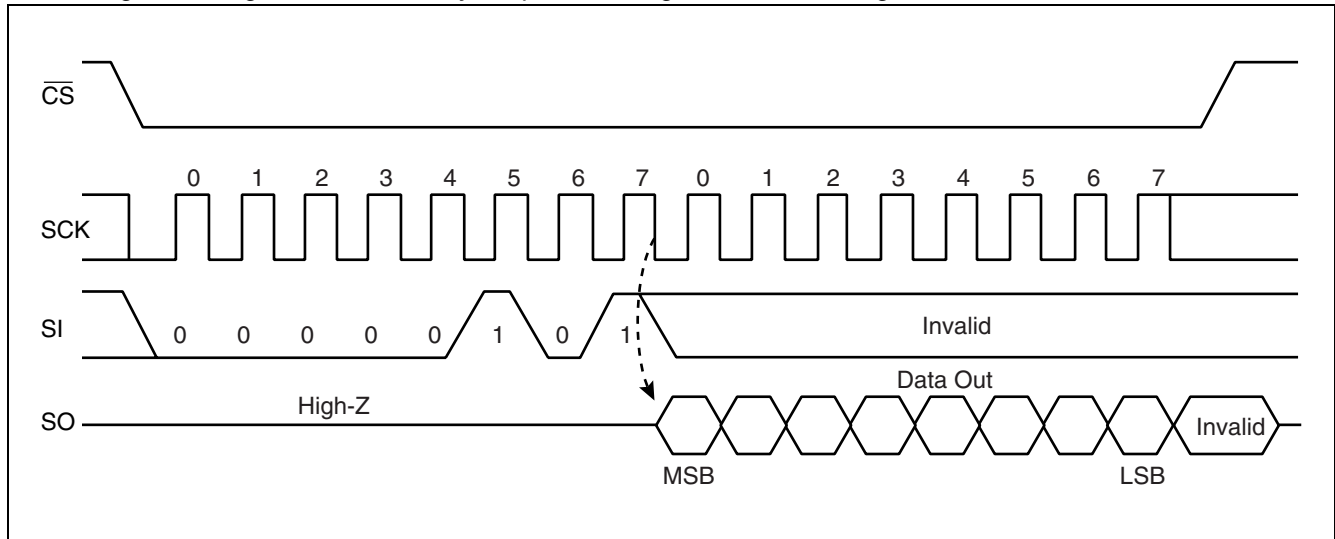 CS
0 1 2 3 4 5 6 7 0 1 2 3 4 5 6 7
SCK
SI
0 0 0 0 0 1 0 1
Invalid
Data Out
High-Z
SO
Invalid
MSB
LSB